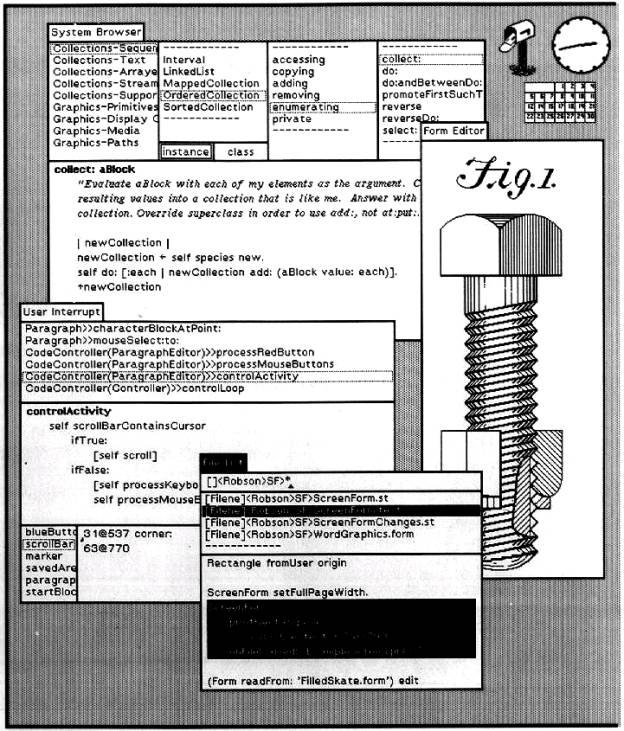 System Browser
Collections-Sequen
Collections-Text
Collections-Arraye
Collections-Stream
Collections-Suppor
Graphics-Primitives
Graphics-Display
Graphics-Media
Graphics-Paths
------------
Interval
LinkedList
MappedCollection
OrderedCollection
SortedCollection
------------
instance
class
------------
accessing
copying
adding
removing
enumerating
private
------------
------------
collect:
do:
do:andBetweenDo:
promoteFirstSuchT
reverse
reverseDo:
select:
Form Editor
Fig.1.
collect: aBlock
"Evaluate aBlock with each of my elements as the argument. C
resulting values into a collection that is like me. Answer with
collection. Override superclass in order to use add:, not at:put:.
| newCollection |
newCollection ← self species new.
self do: [:each | newCollection add: (aBlock value: each)].
↑newCollection
User Interrupt
Paragraph>>characterBlockAtPoint:
Paragraph>>mouseSelect:to:
CodeController(ParagraphEditor)>>processRedButton
CodeController(ParagraphEditor)>>processMouseButtons
CodeController(ParagraphEditor)>>controlActivity
CodeController(Controller)>>controlLoop
controlActivity
self scrollBarContainsCursor
ifTrue:
[self scroll]
ifFalse:
[self processKeybo
self processMouseB
blueButto
scrollBar
marker
savedAre
paragrap
startBloc
31@537 corner:
63@770
File List
[]<Robson>SF>*
[Filene]<Robson>SF>ScreenForm.st
[Filene]<Robson>SF>ScreenFormChanges.st
[Filene]<Robson>SF>WordGraphics.form
------------
Rectangle fromUser origin
ScreenForm setFullPageWidth.
(Form readFrom: 'FilledSkate.form') edit